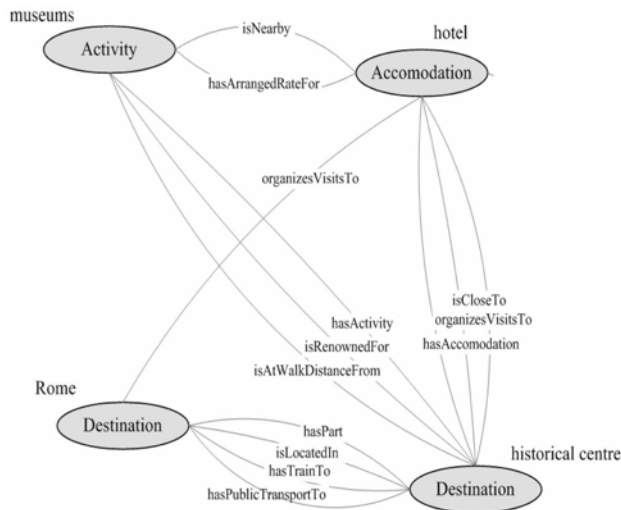 museums
Activity
isNearby
hotel
Accomodation
hasArrangedRateFor
organizesVisitsTo
isCloseTo
organizesVisitsTo
hasAccomodation
hasActivity
isRenownedFor
isAtWalkDistanceFrom
Rome
Destination
hasPart
isLocatedIn
hasTrainTo
hasPublicTransportTo
historical centre
Destination